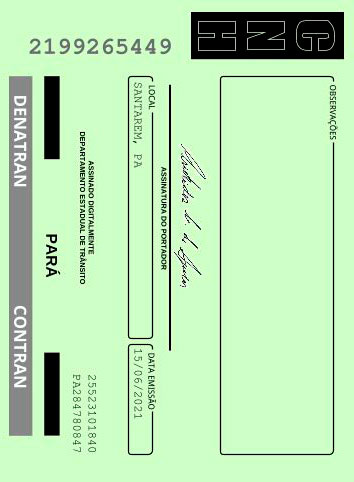 2199265449
CNH
OBSERVAÇÕES
ASSINATURA DO PORTADOR
LOCAL
SANTAREM, PA
DATA EMISSÃO
15/06/2021
ASSINADO DIGITALMENTE
DEPARTAMENTO ESTADUAL DE TRÂNSITO
25523101840
PA284780847
PARÁ
DENATRAN CONTRAN